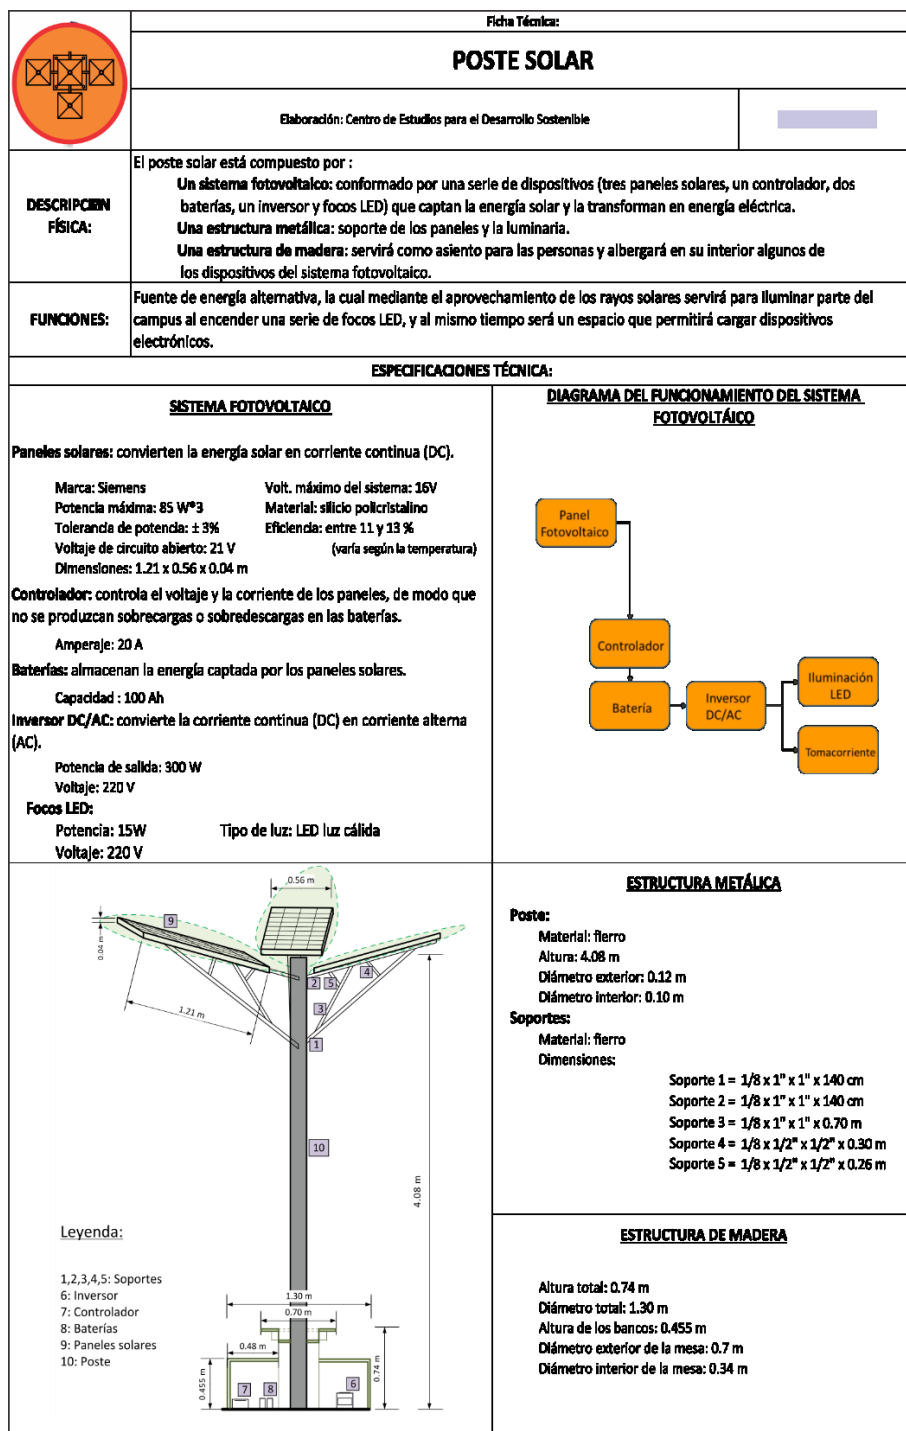 Ficha Técnica:
POSTE SOLAR
Elaboración: Centro de Estudios para el Desarrollo Sostenible
DESCRIPCIÓN
FÍSICA:
El poste solar está compuesto por :
Un sistema fotovoltaico: conformado por una serie de dispositivos (tres paneles solares, un controlador, dos
baterías, un inversor y focos LED) que captan la energía solar y la transforman en energía eléctrica.
Una estructura metálica: soporte de los paneles y la luminaria.
Una estructura de madera: servirá como asiento para las personas y albergará en su interior algunos de
los dispositivos del sistema fotovoltaico.
FUNCIONES:
Fuente de energía alternativa, la cual mediante el aprovechamiento de los rayos solares servirá para iluminar parte del
campus al encender una serie de focos LED, y al mismo tiempo será un espacio que permitirá cargar dispositivos
electrónicos.
ESPECIFICACIONES TÉCNICA:
SISTEMA FOTOVOLTAICO
Paneles solares: convierten la energía solar en corriente continua (DC).
Marca: Siemens
Volt. máximo del sistema: 16V
Potencia máxima: 85 W*3
Material: silicio policristalino
Tolerancia de potencia: ± 3%
Eficiencia: entre 11 y 13 %
Voltaje de circuito abierto: 21 V
(varía según la temperatura)
Dimensiones: 1.21 x 0.56 x 0.04 m
Controlador: controla el voltaje y la corriente de los paneles, de modo que
no se produzcan sobrecargas o sobredescargas en las baterías.
Amperaje: 20 A
Baterías: almacenan la energía captada por los paneles solares.
Capacidad : 100 Ah
Inversor DC/AC: convierte la corriente continua (DC) en corriente alterna
(AC).
Potencia de salida: 300 W
Voltaje: 220 V
Focos LED:
Potencia: 15W
Tipo de luz: LED luz cálida
Voltaje: 220 V
DIAGRAMA DEL FUNCIONAMIENTO DEL SISTEMA
FOTOVOLTÁICO
Panel
Fotovoltaico
Controlador
Batería
Inversor
DC/AC
Iluminación
LED
Tomacorriente
0.56 m
9
0.04 m
1.21 m
2
5
4
3
1
10
4.08 m
Leyenda:
1,2,3,4,5: Soportes
6: Inversor
7: Controlador
8: Baterías
9: Paneles solares
10: Poste
1.30 m
0.70 m
0.48 m
0.455 m
0.74 m
7
8
6
ESTRUCTURA METÁLICA
Poste:
Material: fierro
Altura: 4.08 m
Diámetro exterior: 0.12 m
Diámetro interior: 0.10 m
Soportes:
Material: fierro
Dimensiones:
Soporte 1 = 1/8 x 1" x 1" x 140 cm
Soporte 2 = 1/8 x 1" x 1" x 140 cm
Soporte 3 = 1/8 x 1" x 1" x 0.70 m
Soporte 4 = 1/8 x 1/2" x 1/2" x 0.30 m
Soporte 5 = 1/8 x 1/2" x 1/2" x 0.26 m
ESTRUCTURA DE MADERA
Altura total: 0.74 m
Diámetro total: 1.30 m
Altura de los bancos: 0.455 m
Diámetro exterior de la mesa: 0.7 m
Diámetro interior de la mesa: 0.34 m